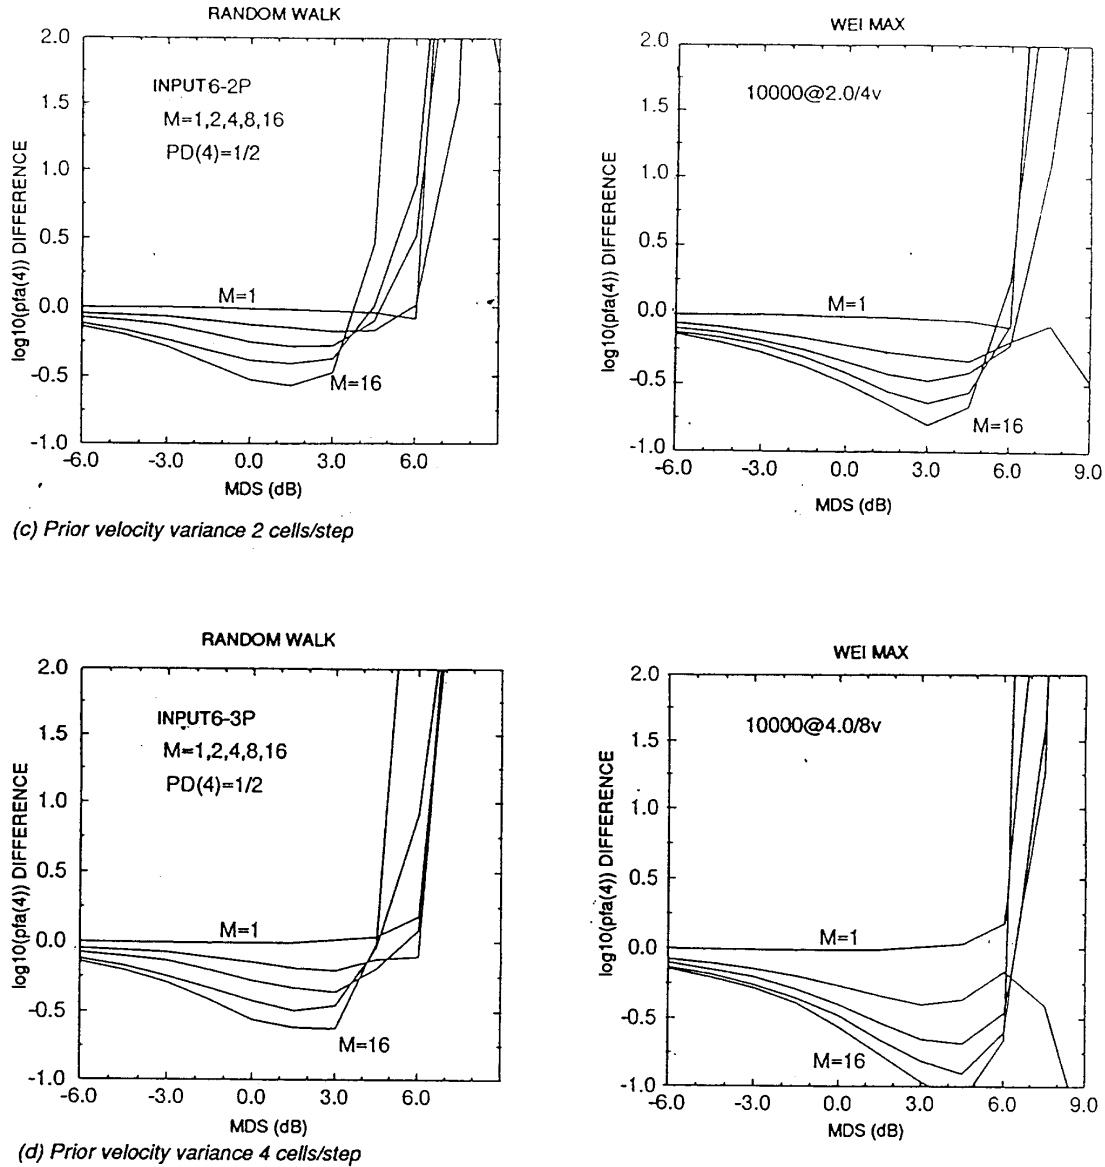 RANDOM WALK
2.0
1.5
1.0
0.5
0.0
-0.5
-1.0
log10(pfa(4)) DIFFERENCE
INPUT6-2P
M=1,2,4,8,16
PD(4)=1/2
M=1
M=16
-6.0 -3.0 0.0 3.0 6.0
MDS (dB)
WEI MAX
2.0
1.5
1.0
0.5
0.0
-0.5
-1.0
log10(pfa(4)) DIFFERENCE
10000@2.0/4v
M=1
M=16
-6.0 -3.0 0.0 3.0 6.0 9.0
MDS (dB)
(c) Prior velocity variance 2 cells/step
RANDOM WALK
2.0
1.5
1.0
0.5
0.0
-0.5
-1.0
log10(pfa(4)) DIFFERENCE
INPUT6-3P
M=1,2,4,8,16
PD(4)=1/2
M=1
M=16
-6.0 -3.0 0.0 3.0 6.0
MDS (dB)
WEI MAX
2.0
1.5
1.0
0.5
0.0
-0.5
-1.0
log10(pfa(4)) DIFFERENCE
10000@4.0/8v
M=1
M=16
-6.0 -3.0 0.0 3.0 6.0 9.0
MDS (dB)
(d) Prior velocity variance 4 cells/step